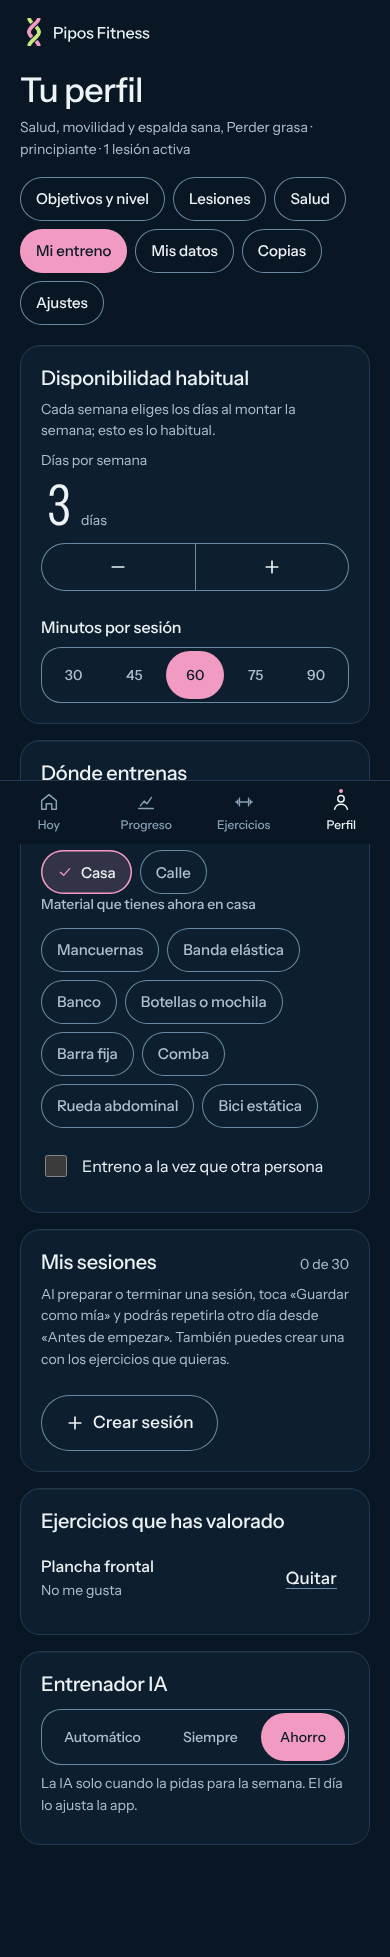 Pipos Fitness
Tu perfil
Salud, movilidad y espalda sana, Perder grasa ·
principiante · 1 lesión activa
Objetivos y nivel
Lesiones
Salud
Mi entreno
Mis datos
Copias
Ajustes
Disponibilidad habitual
Cada semana eliges los días al montar la
semana; esto es lo habitual.
Días por semana
3 días
Minutos por sesión
30 45 60 75 90
Dónde entrenas
Hoy
Progreso
Ejercicios
Perfil
Casa
Calle
Material que tienes ahora en casa
Mancuernas
Banda elástica
Banco
Botellas o mochila
Barra fija
Comba
Rueda abdominal
Bici estática
Entreno a la vez que otra persona
Mis sesiones
0 de 30
Al preparar o terminar una sesión, toca «Guardar
como mía» y podrás repetirla otro día desde
«Antes de empezar». También puedes crear una
con los ejercicios que quieras.
Crear sesión
Ejercicios que has valorado
Plancha frontal
No me gusta
Quitar
Entrenador IA
Automático
Siempre
Ahorro
La IA solo cuando la pidas para la semana. El día
lo ajusta la app.